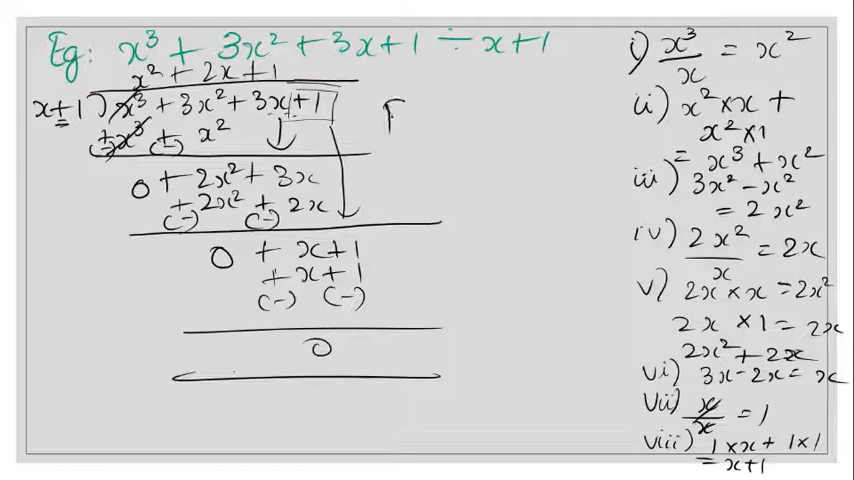 Eg: x³ + 3x² + 3x + 1 ÷ x + 1
x² + 2x + 1
x + 1 ) x³ + 3x² + 3x + 1
+ x³ + x²
(-) (-)
0 + 2x² + 3x
+ 2x² + 2x
(-) (-)
0 + x + 1
+ x + 1
(-) (-)
0
i) x³/x = x²
ii) x² × x +
x² × 1
= x³ + x²
iii) 3x² - x²
= 2x²
iv) 2x²/x = 2x
v) 2x × x = 2x²
2x × 1 = 2x
2x² + 2x
vi) 3x - 2x = x
vii) x/x = 1
viii) 1 × x + 1 × 1
= x + 1